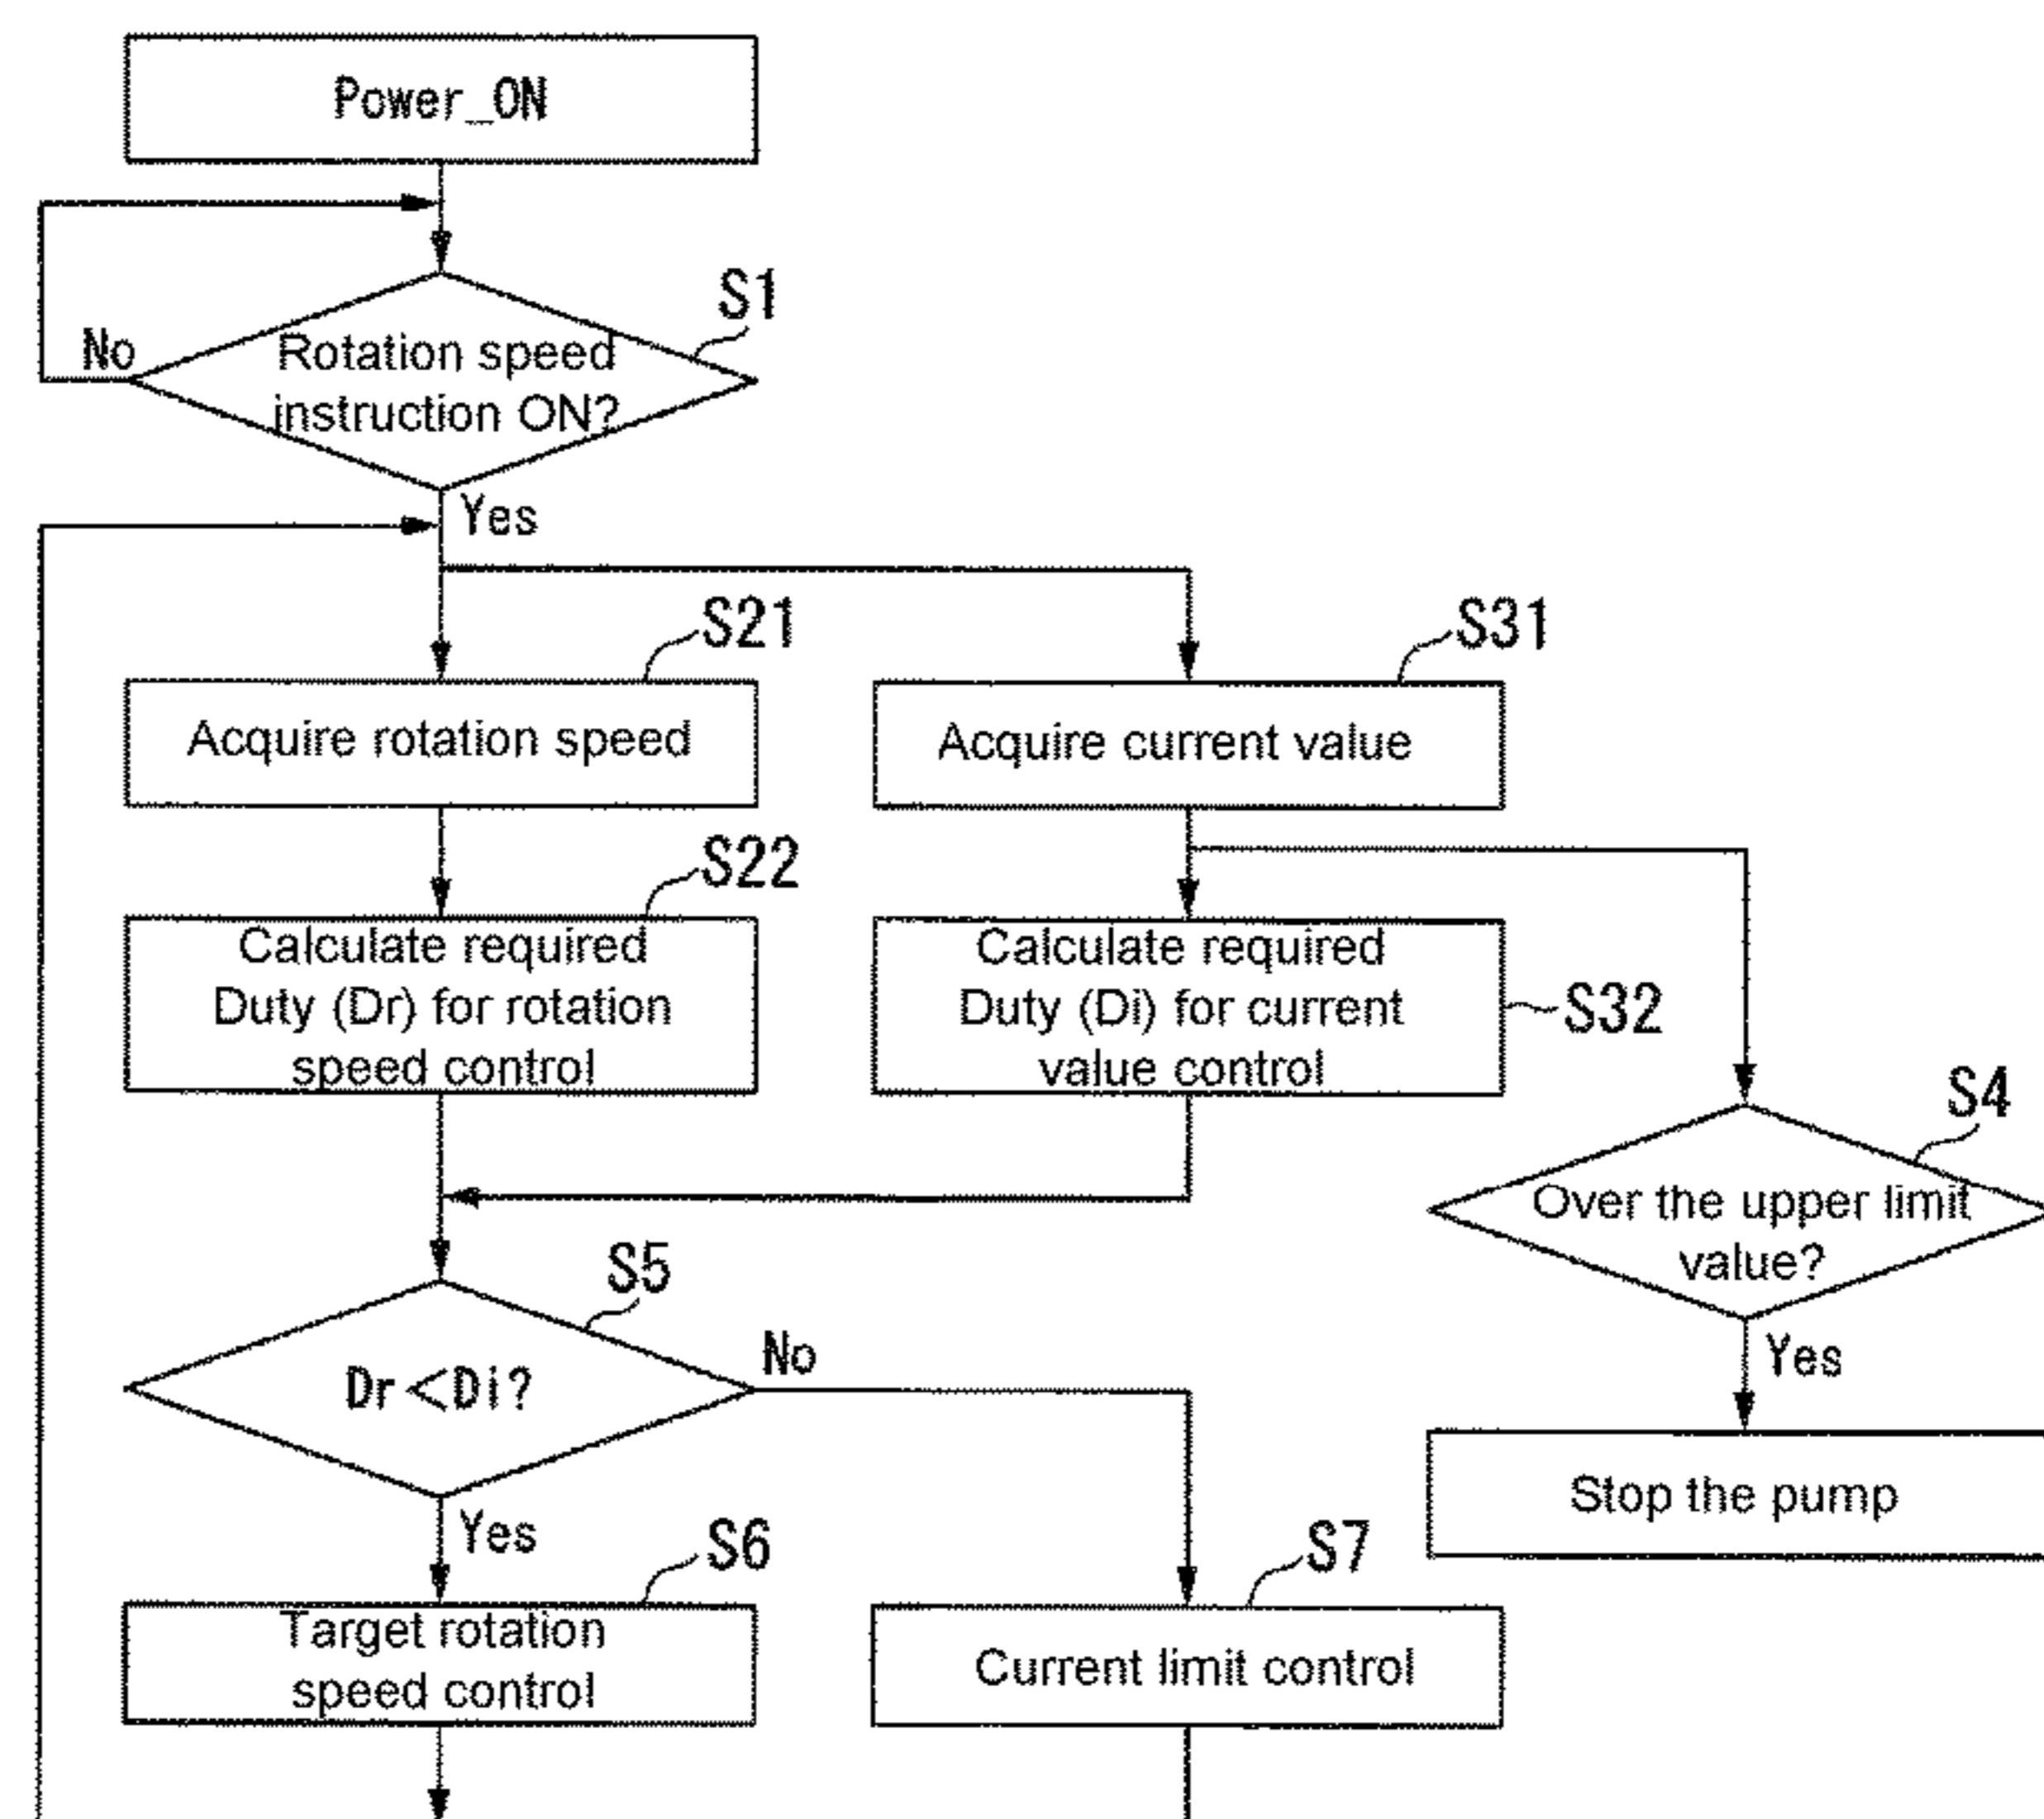 Power_ON
S1
No
Rotation speed
instruction ON?
Yes
S21
S31
Acquire rotation speed
Acquire current value
S22
Calculate required
Duty (Dr) for rotation
speed control
Calculate required
Duty (Di) for current
value control
S32
S4
Over the upper limit
value?
S5
Dr<Di?
No
Yes
Stop the pump
Yes
S6
S7
Target rotation
speed control
Current limit control